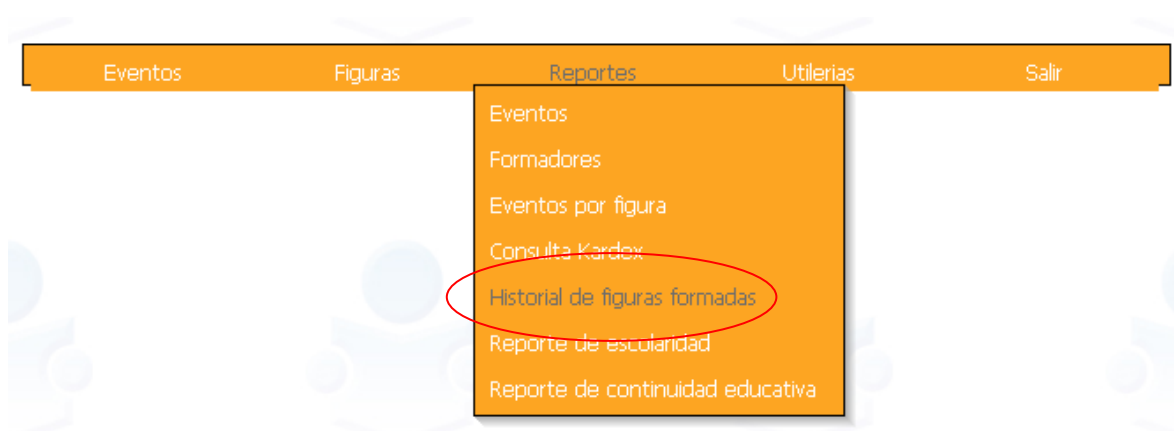 Eventos Figuras Reportes Utilerias Salir
Eventos
Formadores
Eventos por figura
Consulta Kardex
Historial de figuras formadas
Reporte de escolaridad
Reporte de continuidad educativa